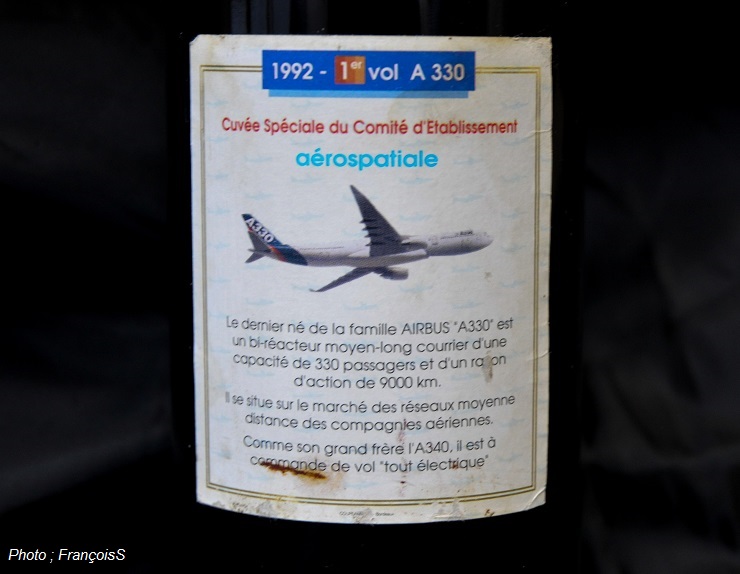 1992 - 1er vol A 330
Cuvée Spéciale du Comité d'Etablissement
aérospatiale
A330
Le dernier né de la famille AIRBUS "A330" est
un bi-réacteur moyen-long courrier d'une
capacité de 330 passagers et d'un rayon
d'action de 9000 km.
Il se situe sur le marché des réseaux moyenne
distance des compagnies aériennes.
Comme son grand frère l'A340, il est à
commande de vol "tout électrique"
Photo ; FrançoisS